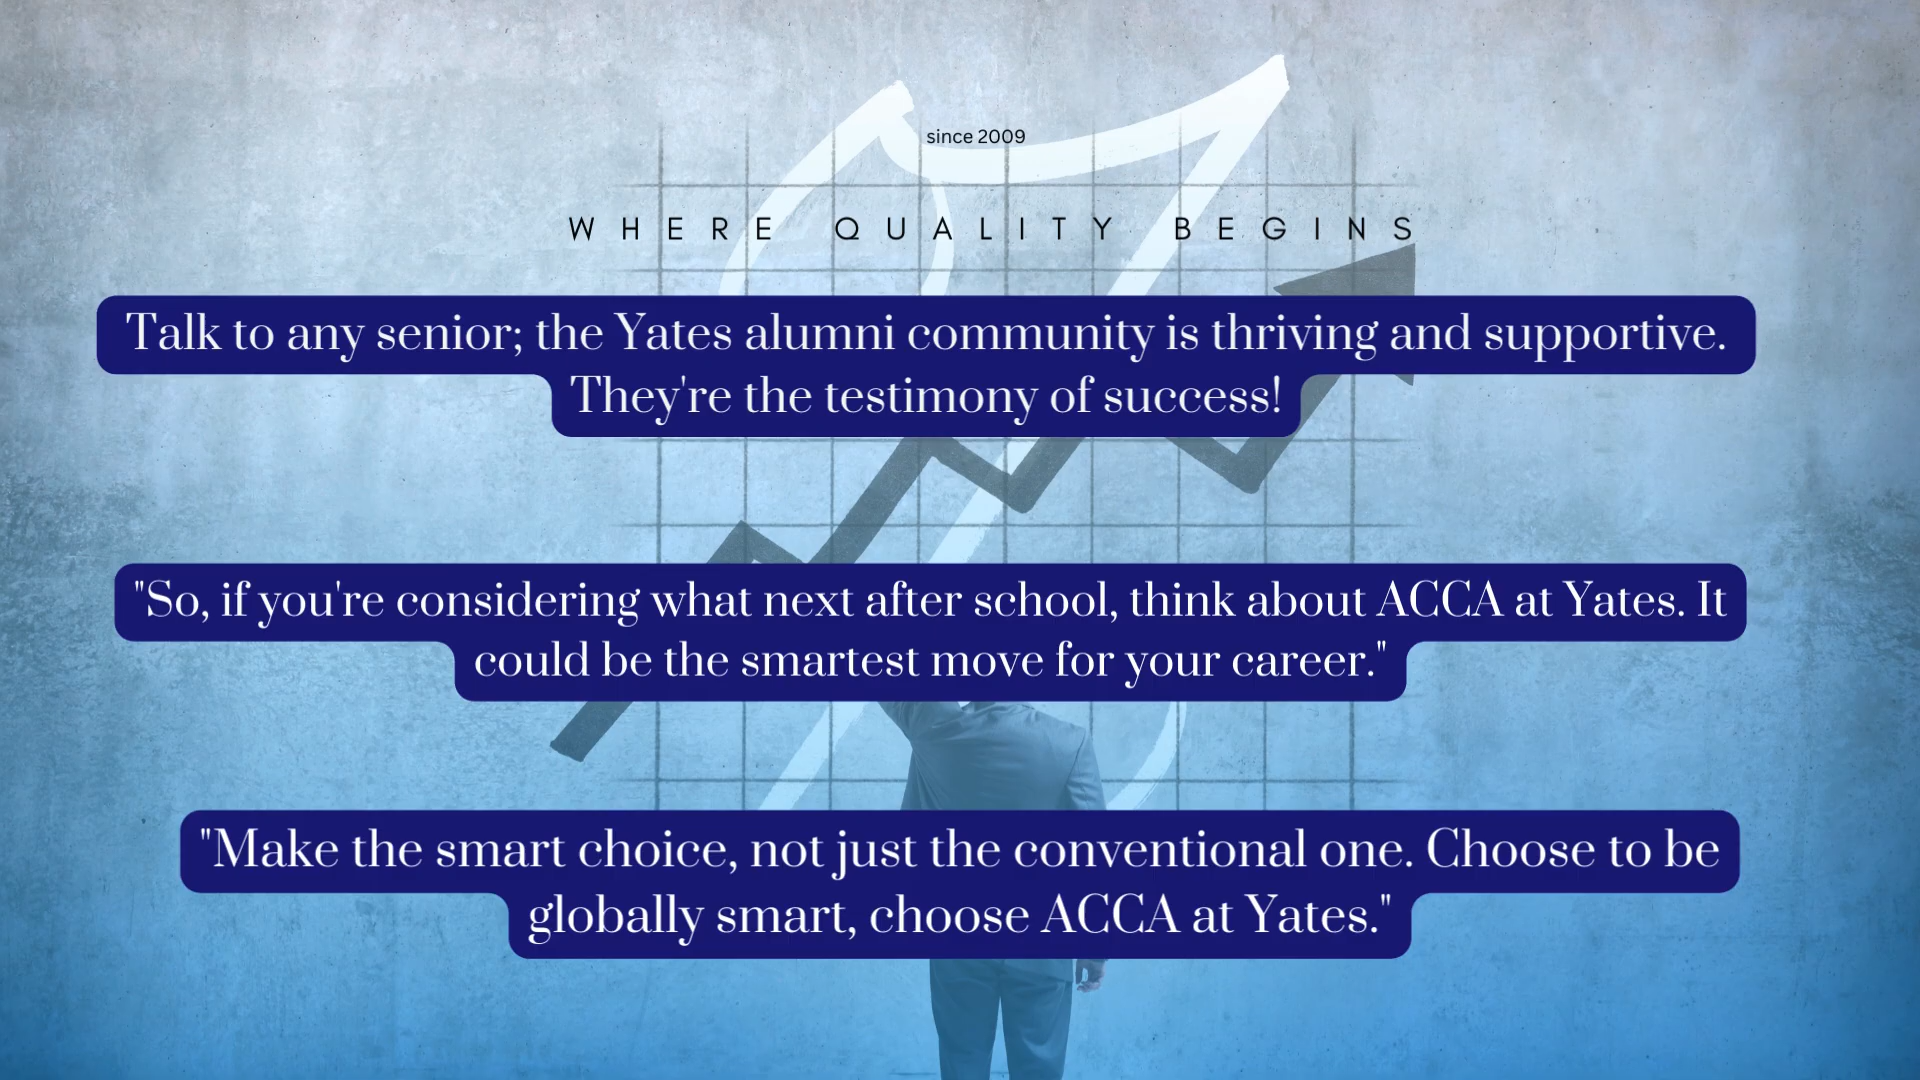 since 2009
WHERE QUALITY BEGINS
Talk to any senior; the Yates alumni community is thriving and supportive.
They're the testimony of success!
"So, if you're considering what next after school, think about ACCA at Yates. It
could be the smartest move for your career."
"Make the smart choice, not just the conventional one. Choose to be
globally smart, choose ACCA at Yates."